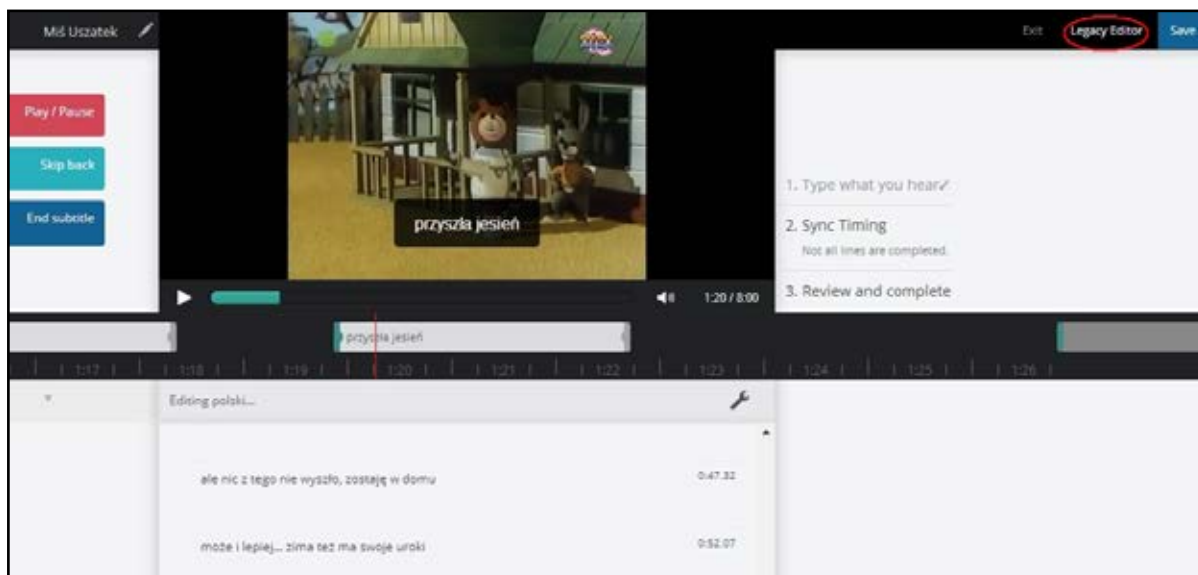 Miś Uszatek
Exit Legacy Editor Save
Play / Pause
Skip back
End subtitle
przyszła jesień
1. Type what you hear✓
2. Sync Timing
Not all lines are completed.
3. Review and complete
1:20 / 8:00
przyszła jesień
1:17 1:18 1:19 1:20 1:21 1:22 1:23 1:24 1:25 1:26
Editing polski...
ale nic z tego nie wyszło, zostaję w domu 0:47.32
może i lepiej... zima też ma swoje uroki 0:52.07